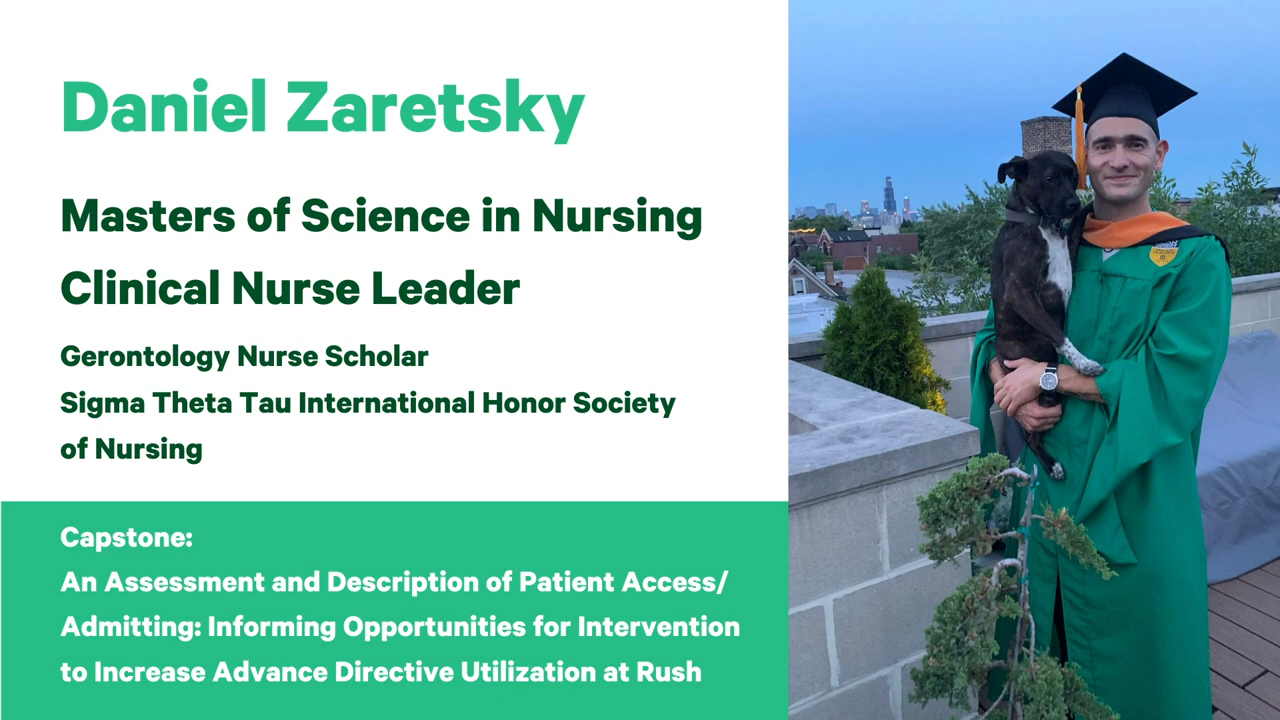 Daniel Zaretsky
Masters of Science in Nursing
Clinical Nurse Leader
Gerontology Nurse Scholar
Sigma Theta Tau International Honor Society
of Nursing
Capstone:
An Assessment and Description of Patient Access/
Admitting: Informing Opportunities for Intervention
to Increase Advance Directive Utilization at Rush